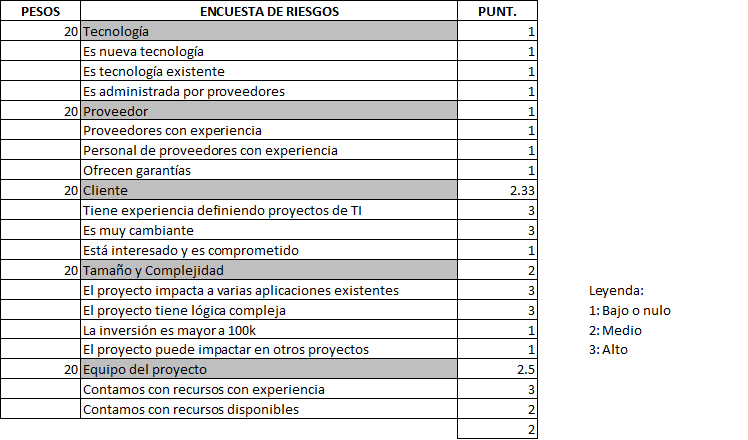 PESOS ENCUESTA DE RIESGOS PUNT.
20 Tecnología 1
Es nueva tecnología 1
Es tecnología existente 1
Es administrada por proveedores 1
20 Proveedor 1
Proveedores con experiencia 1
Personal de proveedores con experiencia 1
Ofrecen garantías 1
20 Cliente 2.33
Tiene experiencia definiendo proyectos de TI 3
Es muy cambiante 3
Está interesado y es comprometido 1
20 Tamaño y Complejidad 2
El proyecto impacta a varias aplicaciones existentes 3 Leyenda:
El proyecto tiene lógica compleja 3 1: Bajo o nulo
La inversión es mayor a 100k 1 2: Medio
El proyecto puede impactar en otros proyectos 1 3: Alto
20 Equipo del proyecto 2.5
Contamos con recursos con experiencia 3
Contamos con recursos disponibles 2
2